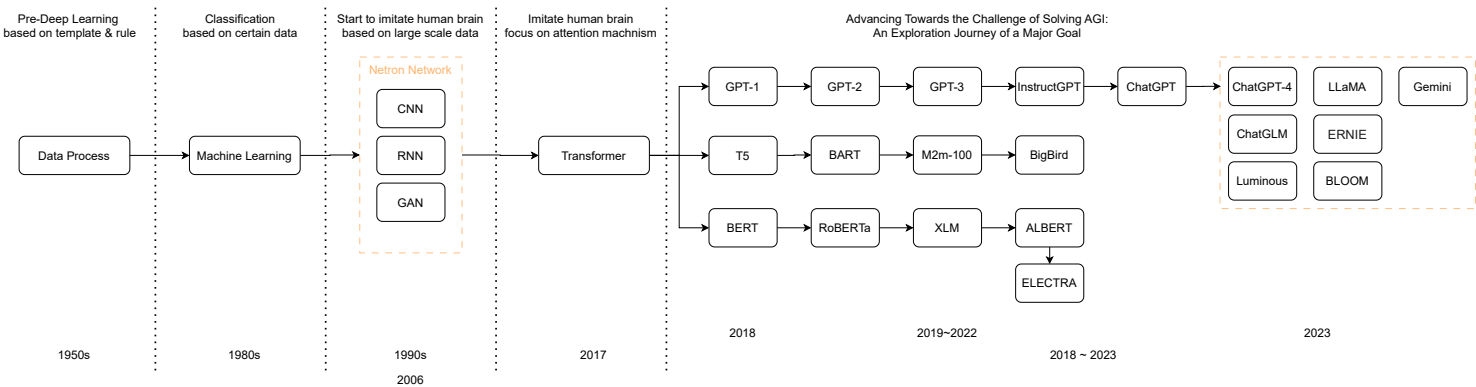 Pre-Deep Learning
based on template & rule
Classification
based on certain data
Start to imitate human brain
based on large scale data
Imitate human brain
focus on attention machnism
Advancing Towards the Challenge of Solving AGI:
An Exploration Journey of a Major Goal
Data Process
Machine Learning
Netron Network
CNN
RNN
GAN
Transformer
GPT-1
GPT-2
GPT-3
InstructGPT
ChatGPT
T5
BART
M2m-100
BigBird
BERT
RoBERTa
XLM
ALBERT
ELECTRA
ChatGPT-4
LLaMA
Gemini
ChatGLM
ERNIE
Luminous
BLOOM
2018
2019~2022
2023
1950s
1980s
1990s
2017
2018 ~ 2023
2006